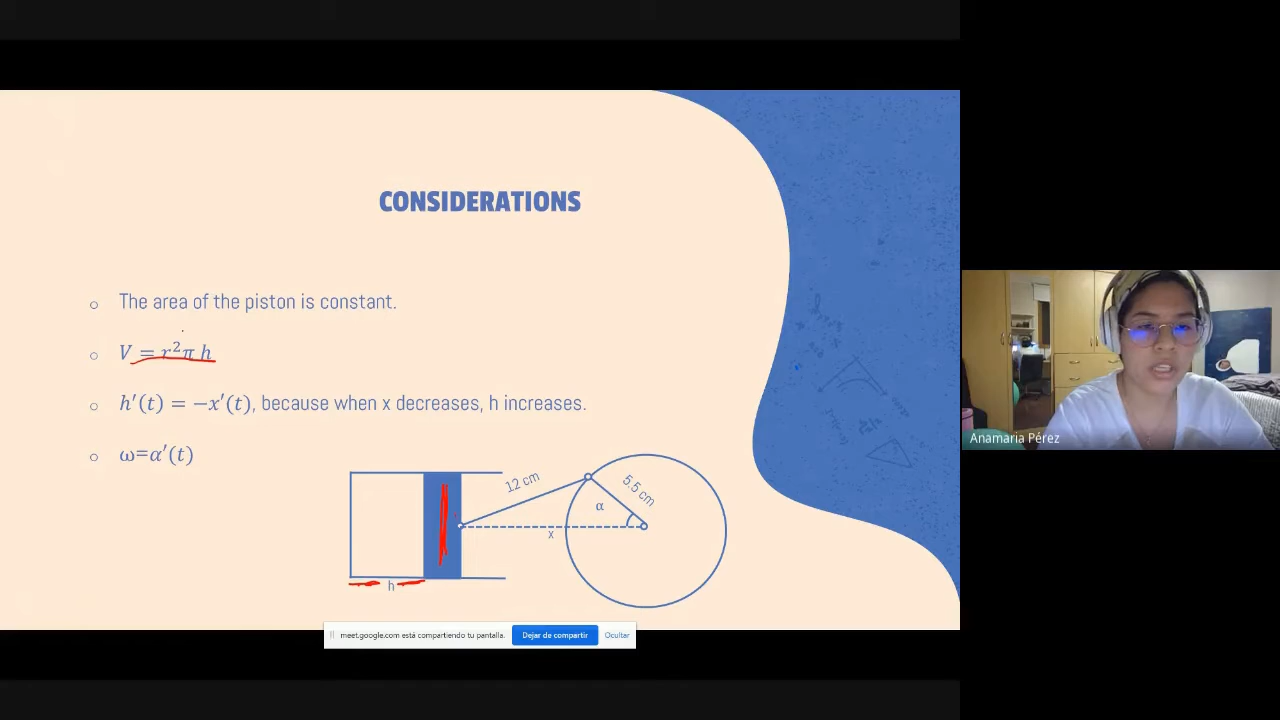 CONSIDERATIONS
The area of the piston is constant.
V = r²π h
h′(t) = −x′(t), because when x decreases, h increases.
ω=α′(t)
12 cm
5.5 cm
α
x
h
Anamaria Pérez
meet.google.com está compartiendo tu pantalla.
Dejar de compartir
Ocultar